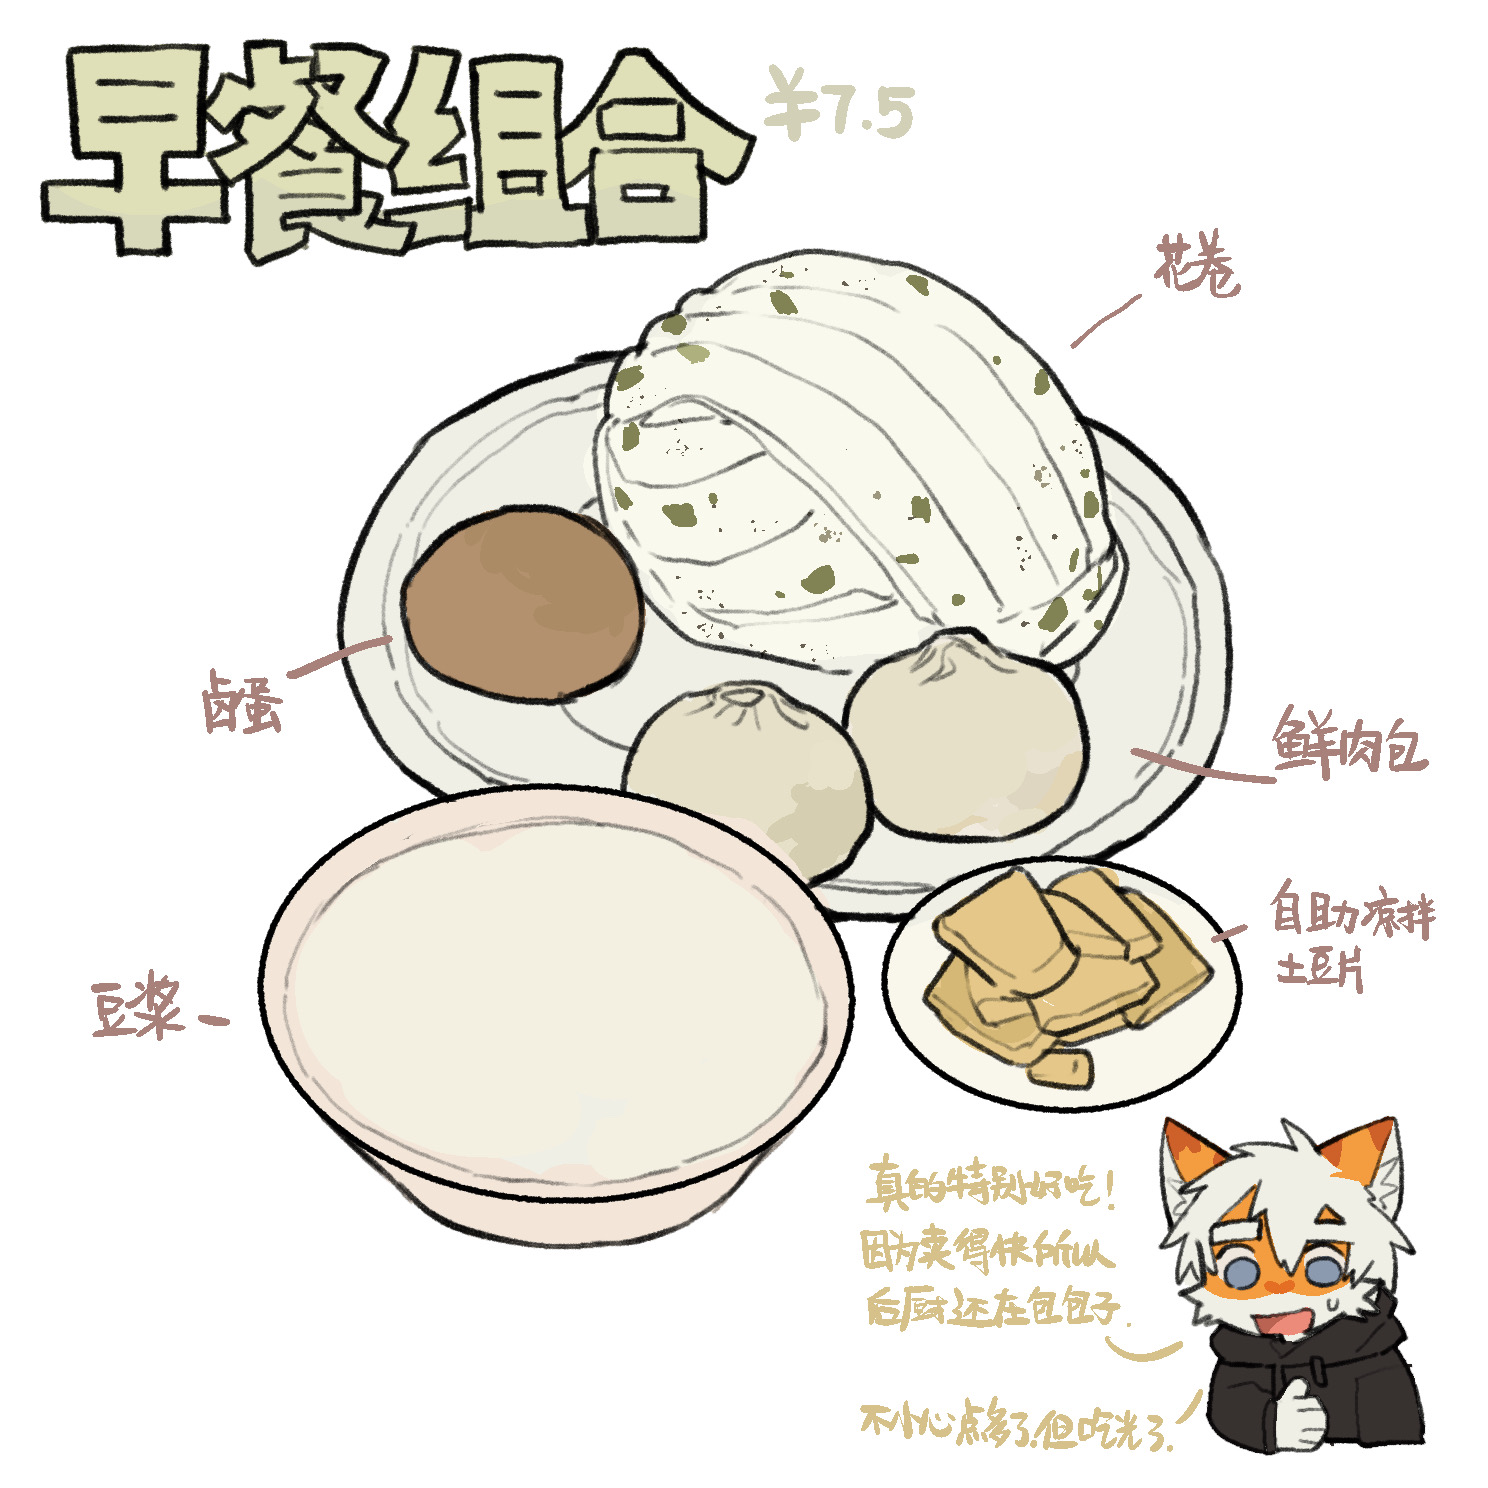 早餐组合
¥7.5
花卷
卤蛋
鲜肉包
自助凉拌
土豆片
豆浆
真的特别好吃！
因为卖得快所以
后厨还在包包子.
不小心点多了.但吃光了.